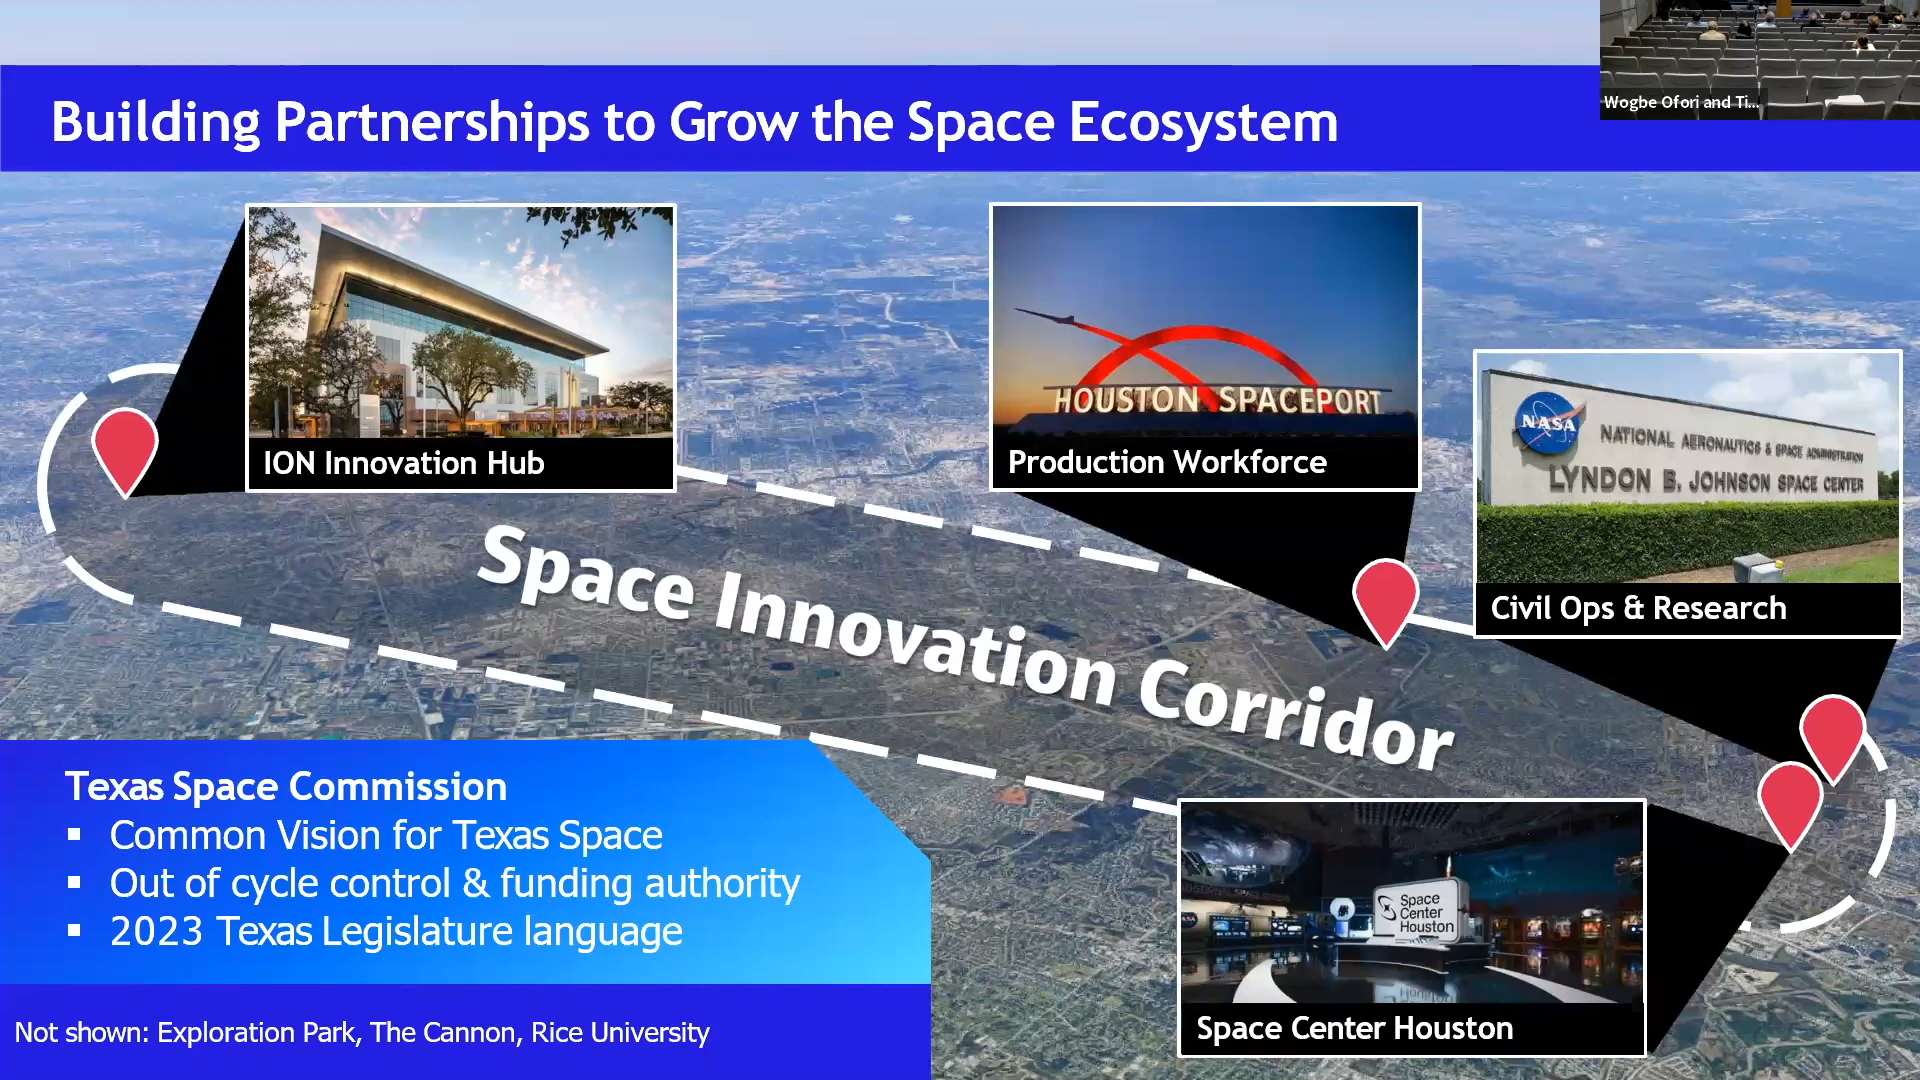 Wogbe Ofori and Ti...
Building Partnerships to Grow the Space Ecosystem
ION Innovation Hub
HOUSTON SPACEPORT
Production Workforce
NASA
NATIONAL AERONAUTICS & SPACE ADMINISTRATION
LYNDON B. JOHNSON SPACE CENTER
Civil Ops & Research
Space Innovation Corridor
Texas Space Commission
▪ Common Vision for Texas Space
▪ Out of cycle control & funding authority
▪ 2023 Texas Legislature language
Space
Center
Houston
Space Center Houston
Not shown: Exploration Park, The Cannon, Rice University